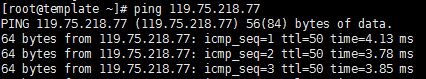 [root@template ~]# ping 119.75.218.77
PING 119.75.218.77 (119.75.218.77) 56(84) bytes of data.
64 bytes from 119.75.218.77: icmp_seq=1 ttl=50 time=4.13 ms
64 bytes from 119.75.218.77: icmp_seq=2 ttl=50 time=3.78 ms
64 bytes from 119.75.218.77: icmp_seq=3 ttl=50 time=3.85 ms